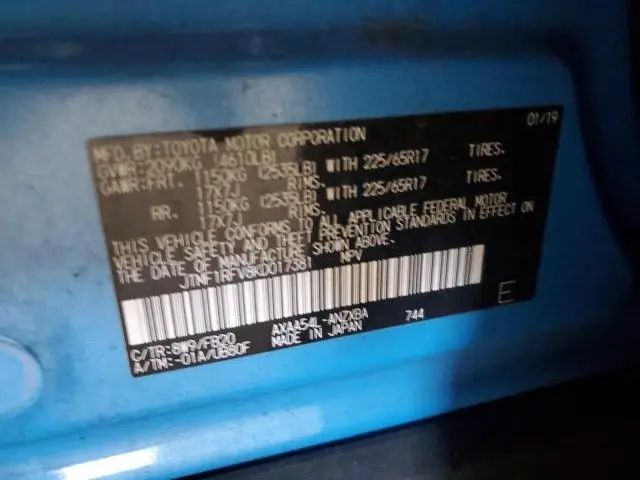 MFD. BY: TOYOTA MOTOR CORPORATION 01/19
GVWR: 2090KG (4610LB)
GAWR: FRT. 1150KG (2535LB) WITH 225/65R17 TIRES.
17X7J RIMS.
RR. 1150KG (2535LB) WITH 225/65R17 TIRES.
17X7J RIMS.
THIS VEHICLE CONFORMS TO ALL APPLICABLE FEDERAL MOTOR
VEHICLE SAFETY AND THEFT PREVENTION STANDARDS IN EFFECT ON
THE DATE OF MANUFACTURE SHOWN ABOVE.
JTMF1RFV8KD017381 MPV
E
C/TR: 8W9/FB20 AXAA54L-ANZXBA 744
A/TM: -01A/UB80F MADE IN JAPAN